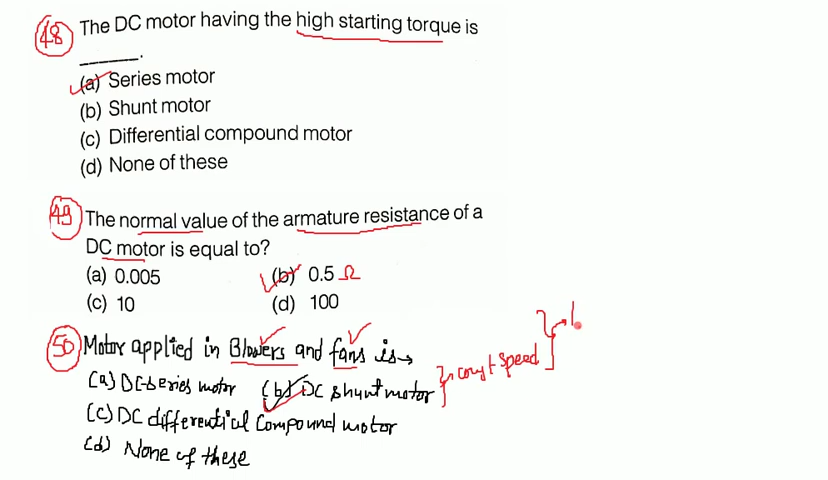 48 The DC motor having the high starting torque is
______.
(a) Series motor
(b) Shunt motor
(c) Differential compound motor
(d) None of these
49 The normal value of the armature resistance of a
DC motor is equal to?
(a) 0.005 (b) 0.5 Ω
(c) 10 (d) 100
50 Motor applied in Blowers and fans is→
(a) DC-series motor (b) DC shunt motor
const speed
(c) DC differential Compound motor
(d) None of these